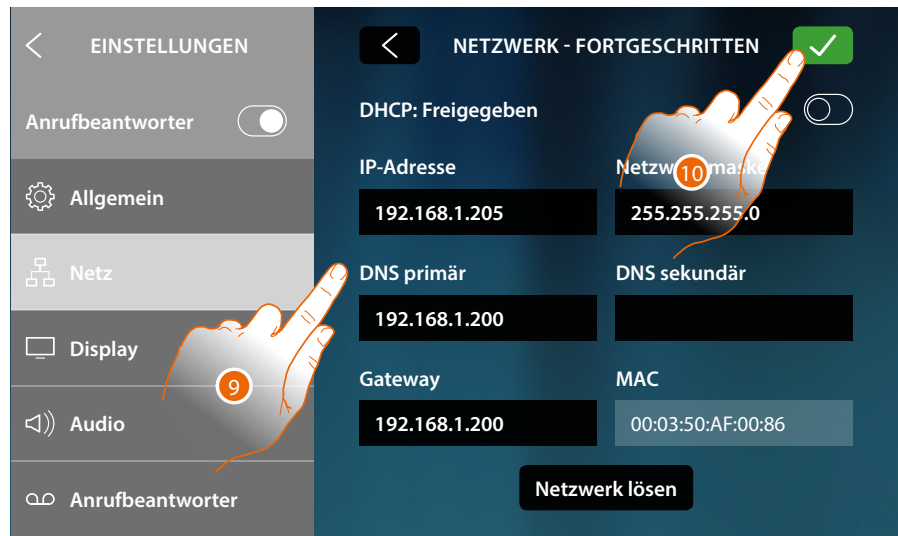 EINSTELLUNGEN
Anrufbeantworter
Allgemein
Netz
Display
Audio
Anrufbeantworter
NETZWERK - FORTGESCHRITTEN
DHCP: Freigegeben
IP-Adresse
192.168.1.205
255.255.255.0
DNS primär
DNS sekundär
192.168.1.200
Gateway
MAC
192.168.1.200
00:03:50:AF:00:86
Netzwerk lösen
9
10